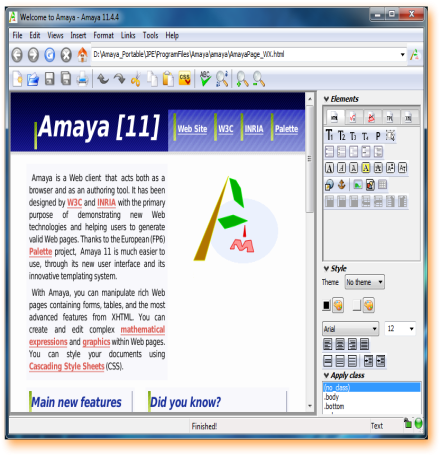 Welcome to Amaya - Amaya 11.4.4
File Edit Views Insert Format Links Tools Help
D:\Amaya_Portable\IPE\ProgramFiles\Amaya\amaya\AmayaPage_WX.html
Amaya [11]
Web Site W3C INRIA Palette
Amaya is a Web client that acts both as a
browser and as an authoring tool. It has been
designed by W3C and INRIA with the primary
purpose of demonstrating new Web
technologies and helping users to generate
valid Web pages. Thanks to the European (FP6)
Palette project, Amaya 11 is much easier to
use, through its new user interface and its
innovative templating system.
With Amaya, you can manipulate rich Web
pages containing forms, tables, and the most
advanced features from XHTML. You can
create and edit complex mathematical
expressions and graphics within Web pages.
You can style your documents using
Cascading Style Sheets (CSS).
Main new features
Did you know?
Elements
T1 T2 T3 T4 P
Style
Theme No theme
Arial 12
Apply class
(no_class)
.body
.bottom
Finished!
Text